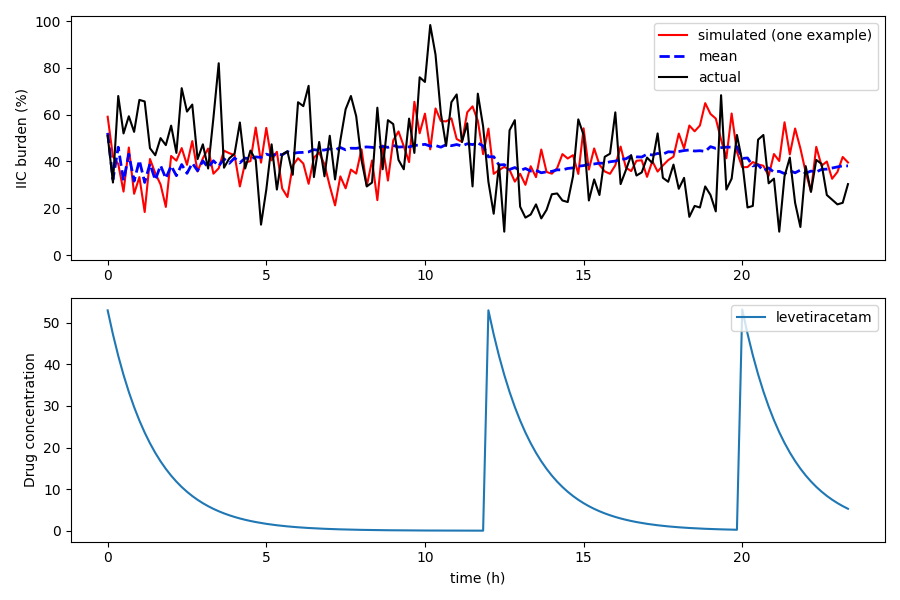 IIC burden (%)
100
80
60
40
20
0
simulated (one example)
mean
actual
0 5 10 15 20
Drug concentration
50
40
30
20
10
0
levetiracetam
0 5 10 15 20
time (h)